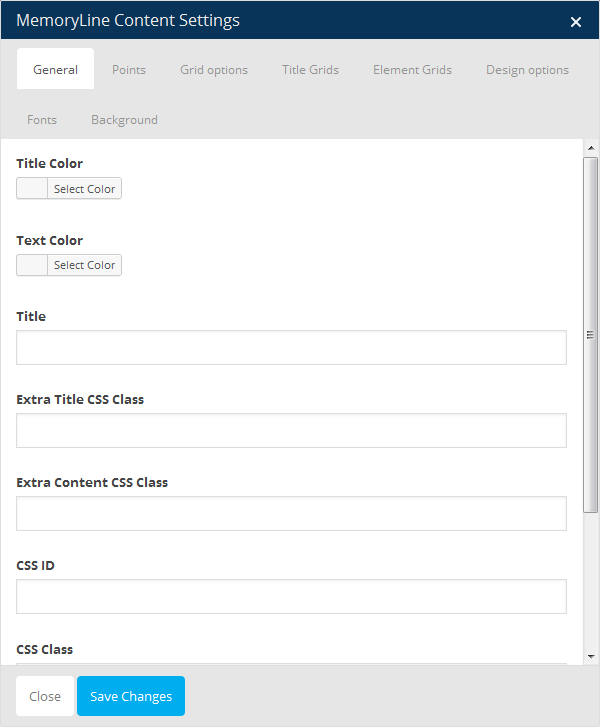 MemoryLine Content Settings
General Points Grid options Title Grids Element Grids Design options
Fonts Background
Title Color
Select Color
Text Color
Select Color
Title
Extra Title CSS Class
Extra Content CSS Class
CSS ID
CSS Class
Close Save Changes